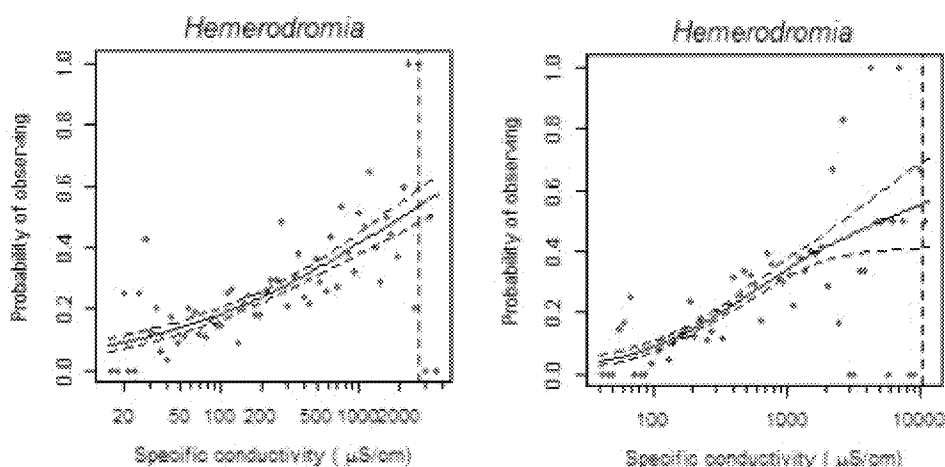 Hemerodromia
Probability of observing
0.0 0.2 0.4 0.6 0.8 1.0
20 50 100 200 500 1000 2000
Specific conductivity ( µS/cm)
Hemerodromia
Probability of observing
0.0 0.2 0.4 0.6 0.8 1.0
100 1000 10000
Specific conductivity ( µS/cm)